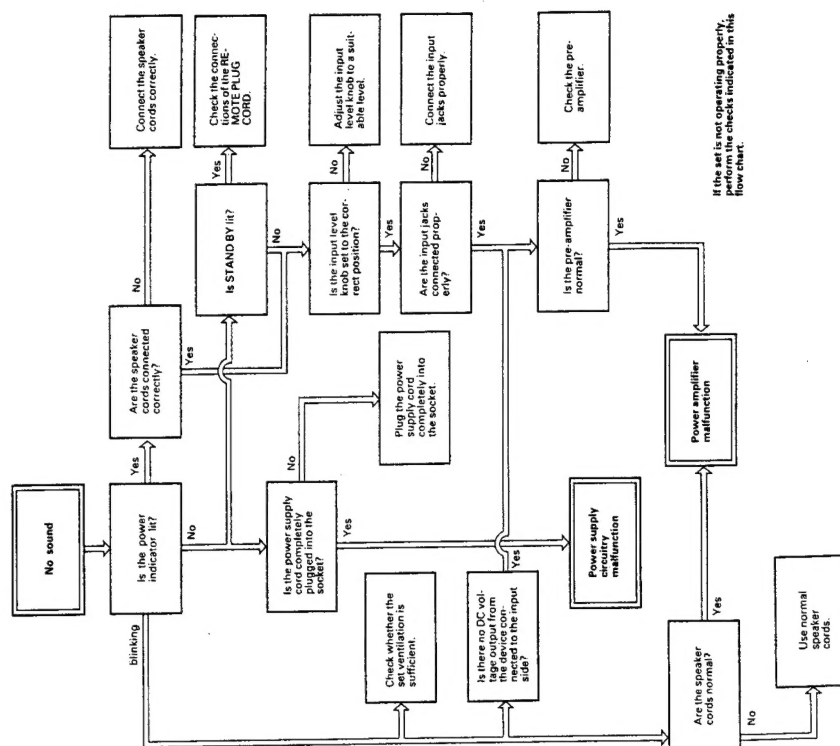 No sound
Is the power
indicator lit?
blinking
Yes
No
Are the speaker
cords connected
correctly?
No
Yes
Connect the speaker
cords correctly.
Is STAND BY lit?
Yes
No
Check the connec-
tions of the RE-
MOTE PLUG
CORD.
Is the power supply
cord completely
plugged into the
socket?
No
Yes
Plug the power
supply cord
completely into
the socket.
Is the input level
knob set to the cor-
rect position?
No
Yes
Adjust the input
level knob to a suit-
able level.
Check whether the
set ventilation is
sufficient.
Are the input jacks
connected prop-
erly?
No
Yes
Connect the input
jacks properly.
Is there no DC vol-
tage output from
the device con-
nected to the input
side?
Yes
Power supply
circuitry
malfunction
Is the pre-amplifier
normal?
No
Yes
Check the pre-
amplifier.
Are the speaker
cords normal?
Yes
No
Power amplifier
malfunction
Use normal
speaker
cords.
If the set is not operating properly,
perform the checks indicated in this
flow chart.